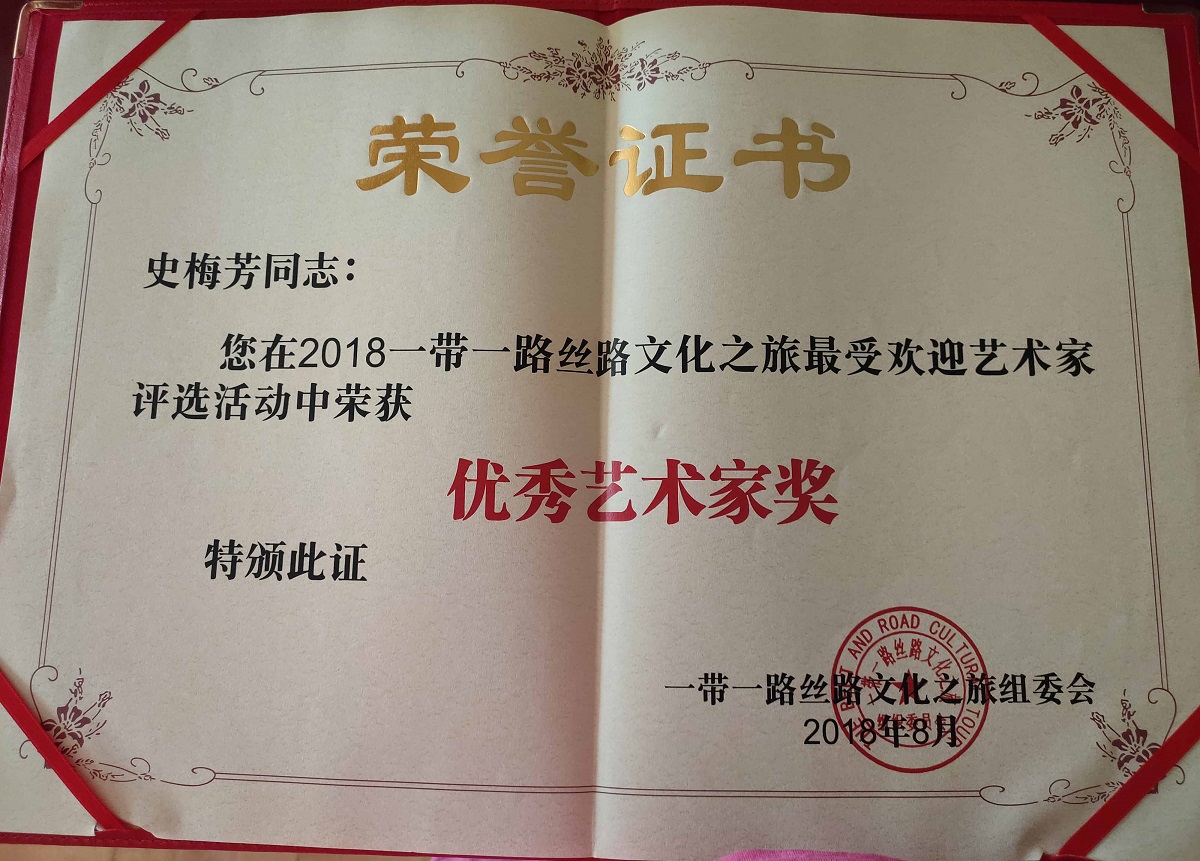 荣誉证书
史梅芳同志：
您在2018一带一路丝路文化之旅最受欢迎艺术家
评选活动中荣获
优秀艺术家奖
特颁此证
一带一路丝路文化之旅组委会
2018年8月
AND ROAD CULTURE